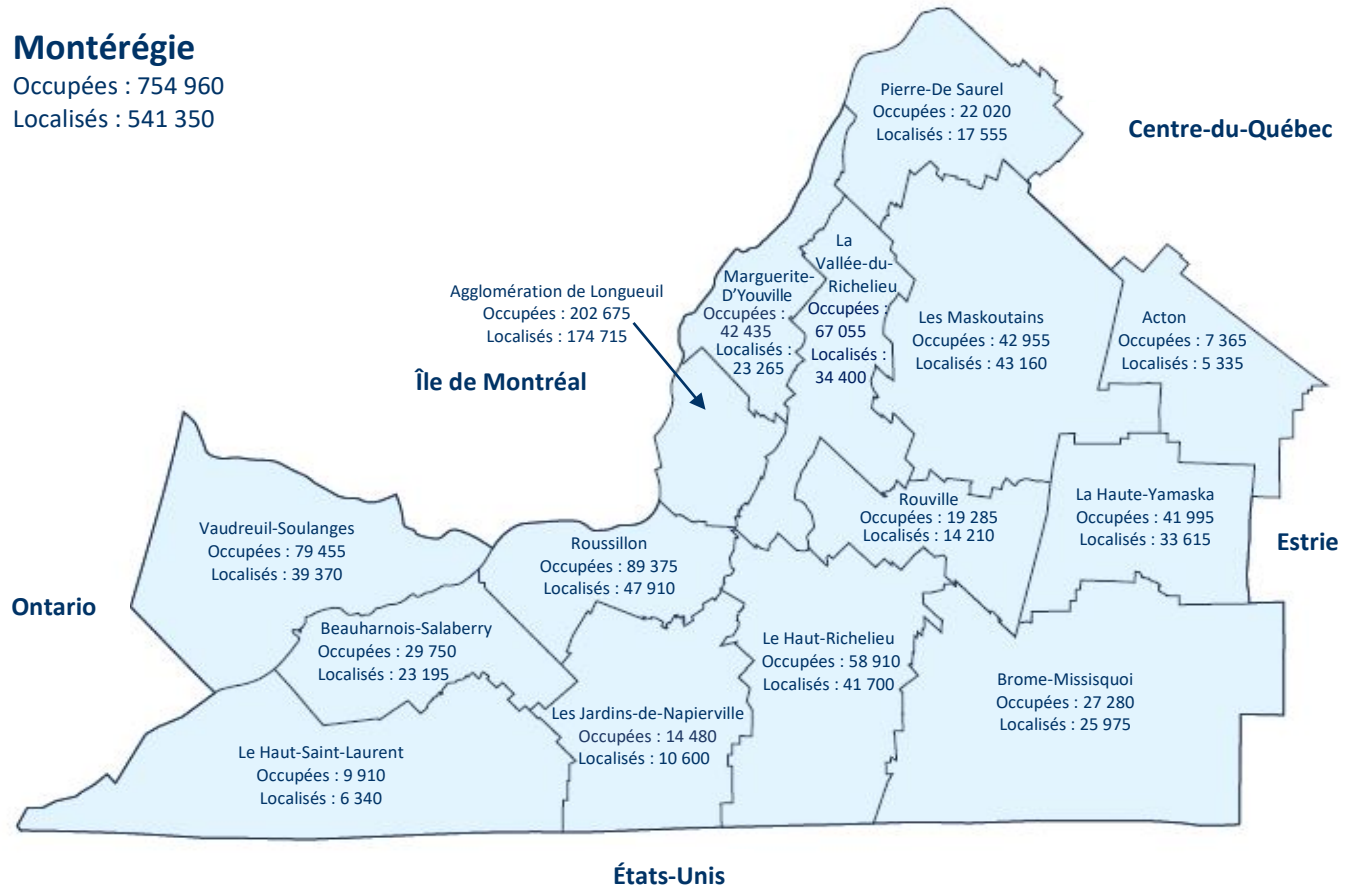 Montérégie
Occupées : 754 960
Localisés : 541 350
Pierre-De Saurel
Occupées : 22 020
Localisés : 17 555
Centre-du-Québec
La
Vallée-du-
Richelieu
Occupées :
67 055
Localisés :
34 400
Marguerite-
D'Youville
Occupées :
42 435
Localisés :
23 265
Agglomération de Longueuil
Occupées : 202 675
Localisés : 174 715
Les Maskoutains
Occupées : 42 955
Localisés : 43 160
Acton
Occupées : 7 365
Localisés : 5 335
Île de Montréal
Rouville
Occupées : 19 285
Localisés : 14 210
La Haute-Yamaska
Occupées : 41 995
Localisés : 33 615
Estrie
Vaudreuil-Soulanges
Occupées : 79 455
Localisés : 39 370
Roussillon
Occupées : 89 375
Localisés : 47 910
Ontario
Beauharnois-Salaberry
Occupées : 29 750
Localisés : 23 195
Le Haut-Richelieu
Occupées : 58 910
Localisés : 41 700
Brome-Missisquoi
Occupées : 27 280
Localisés : 25 975
Les Jardins-de-Napierville
Occupées : 14 480
Localisés : 10 600
Le Haut-Saint-Laurent
Occupées : 9 910
Localisés : 6 340
États-Unis